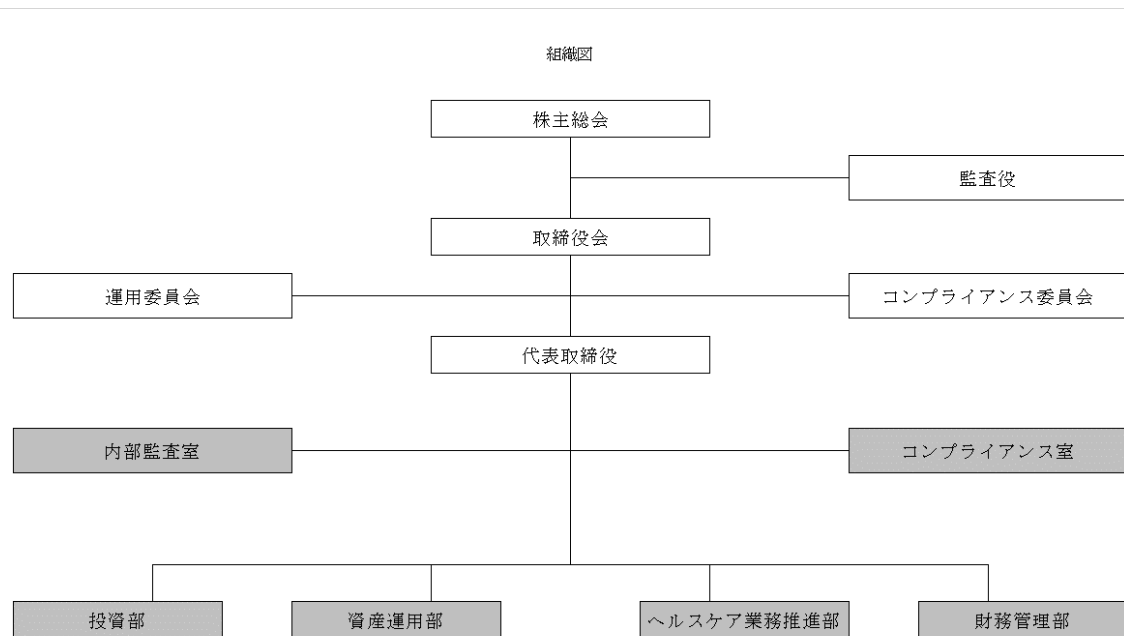 組織図
株主総会
監査役
取締役会
運用委員会
コンプライアンス委員会
代表取締役
内部監査室
コンプライアンス室
投資部
資産運用部
ヘルスケア業務推進部
財務管理部